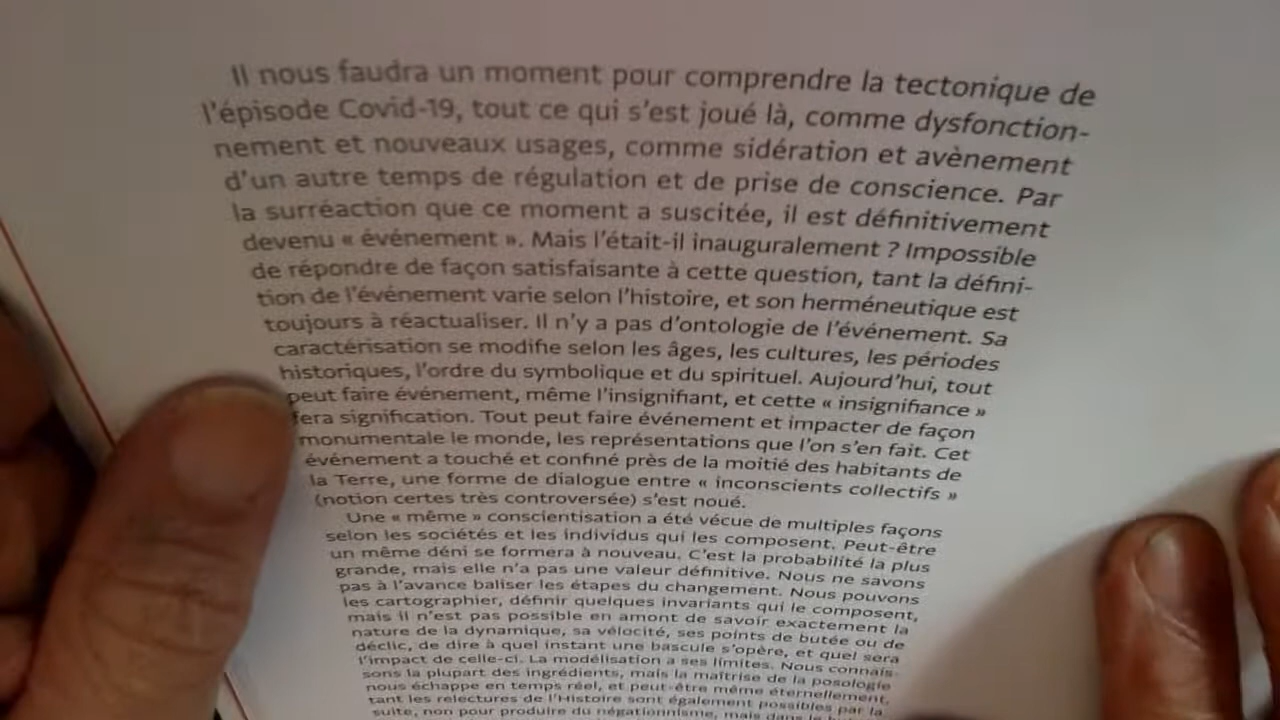 Il nous faudra un moment pour comprendre la tectonique de
l'épisode Covid-19, tout ce qui s'est joué là, comme dysfonction-
nement et nouveaux usages, comme sidération et avènement
d'un autre temps de régulation et de prise de conscience. Par
la surréaction que ce moment a suscitée, il est définitivement
devenu « événement ». Mais l'était-il inauguralement ? Impossible
de répondre de façon satisfaisante à cette question, tant la défini-
tion de l'événement varie selon l'histoire, et son herméneutique est
toujours à réactualiser. Il n'y a pas d'ontologie de l'événement. Sa
caractérisation se modifie selon les âges, les cultures, les périodes
historiques, l'ordre du symbolique et du spirituel. Aujourd'hui, tout
peut faire événement, même l'insignifiant, et cette « insignifiance »
fera signification. Tout peut faire événement et impacter de façon
monumentale le monde, les représentations que l'on s'en fait. Cet
événement a touché et confiné près de la moitié des habitants de
la Terre, une forme de dialogue entre « inconscients collectifs »
(notion certes très controversée) s'est noué.
Une « même » conscientisation a été vécue de multiples façons
selon les sociétés et les individus qui les composent. Peut-être
un même déni se formera à nouveau. C'est la probabilité la plus
grande, mais elle n'a pas une valeur définitive. Nous ne savons
pas à l'avance baliser les étapes du changement. Nous pouvons
les cartographier, définir quelques invariants qui le composent,
mais il n'est pas possible en amont de savoir exactement la
nature de la dynamique, sa vélocité, ses points de butée ou de
déclic, de dire à quel instant une bascule s'opère, et quel sera
l'impact de celle-ci. La modélisation a ses limites. Nous connais-
sons la plupart des ingrédients, mais la maîtrise de la posologie
nous échappe en temps réel, et peut-être même éternellement,
tant les relectures de l'Histoire sont également possibles par la
suite, non pour produire du négationnisme, mais dans le